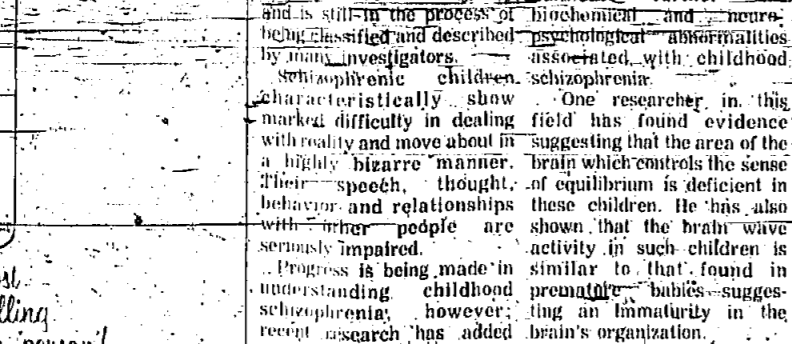 and is still in the process of
being classified and described
by many investigators.
Schizophrenic children
characteristically show
marked difficulty in dealing
with reality and move about in
a highly bizarre manner.
Their speech, thought,
behavior and relationships
with other people are
seriously impaired.
Progress is being made in
understanding childhood
schizophrenia, however;
recent research has added
biochemical and neuro-
psychological abnormalities
associated with childhood
schizophrenia.
One researcher in this
field has found evidence
suggesting that the area of the
brain which controls the sense
of equilibrium is deficient in
these children. He has also
shown that the brain wave
activity in such children is
similar to that found in
premature babies sugges-
ting an immaturity in the
brain's organization.